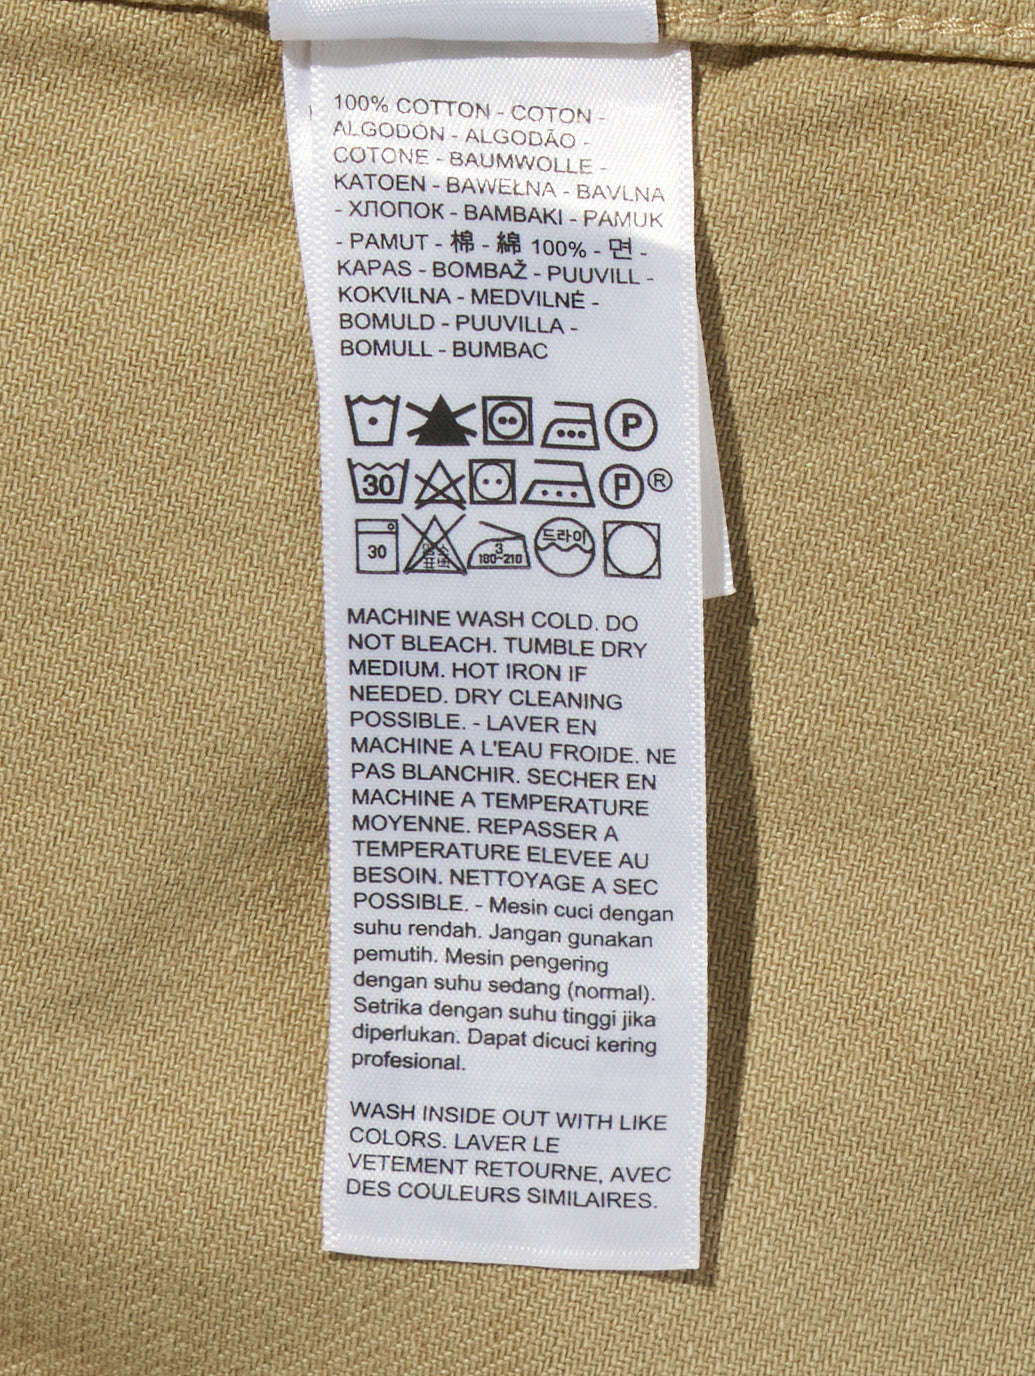 100% COTTON - COTON -
ALGODÓN - ALGODÃO -
COTONE - BAUMWOLLE -
KATOEN - BAWEŁNA - BAVLNA
- ХЛОПОК - BAMBAKI - PAMUK
- PAMUT - 棉 - 綿 100% - 면 -
KAPAS - BOMBAŽ - PUUVILL -
KOKVILNA - MEDVILNĖ -
BOMULD - PUUVILLA -
BOMULL - BUMBAC
P
30 P ®
30 3 180~210 드라이
MACHINE WASH COLD. DO
NOT BLEACH. TUMBLE DRY
MEDIUM. HOT IRON IF
NEEDED. DRY CLEANING
POSSIBLE. - LAVER EN
MACHINE A L'EAU FROIDE. NE
PAS BLANCHIR. SECHER EN
MACHINE A TEMPERATURE
MOYENNE. REPASSER A
TEMPERATURE ELEVEE AU
BESOIN. NETTOYAGE A SEC
POSSIBLE. - Mesin cuci dengan
suhu rendah. Jangan gunakan
pemutih. Mesin pengering
dengan suhu sedang (normal).
Setrika dengan suhu tinggi jika
diperlukan. Dapat dicuci kering
profesional.
WASH INSIDE OUT WITH LIKE
COLORS. LAVER LE
VETEMENT RETOURNE, AVEC
DES COULEURS SIMILAIRES.